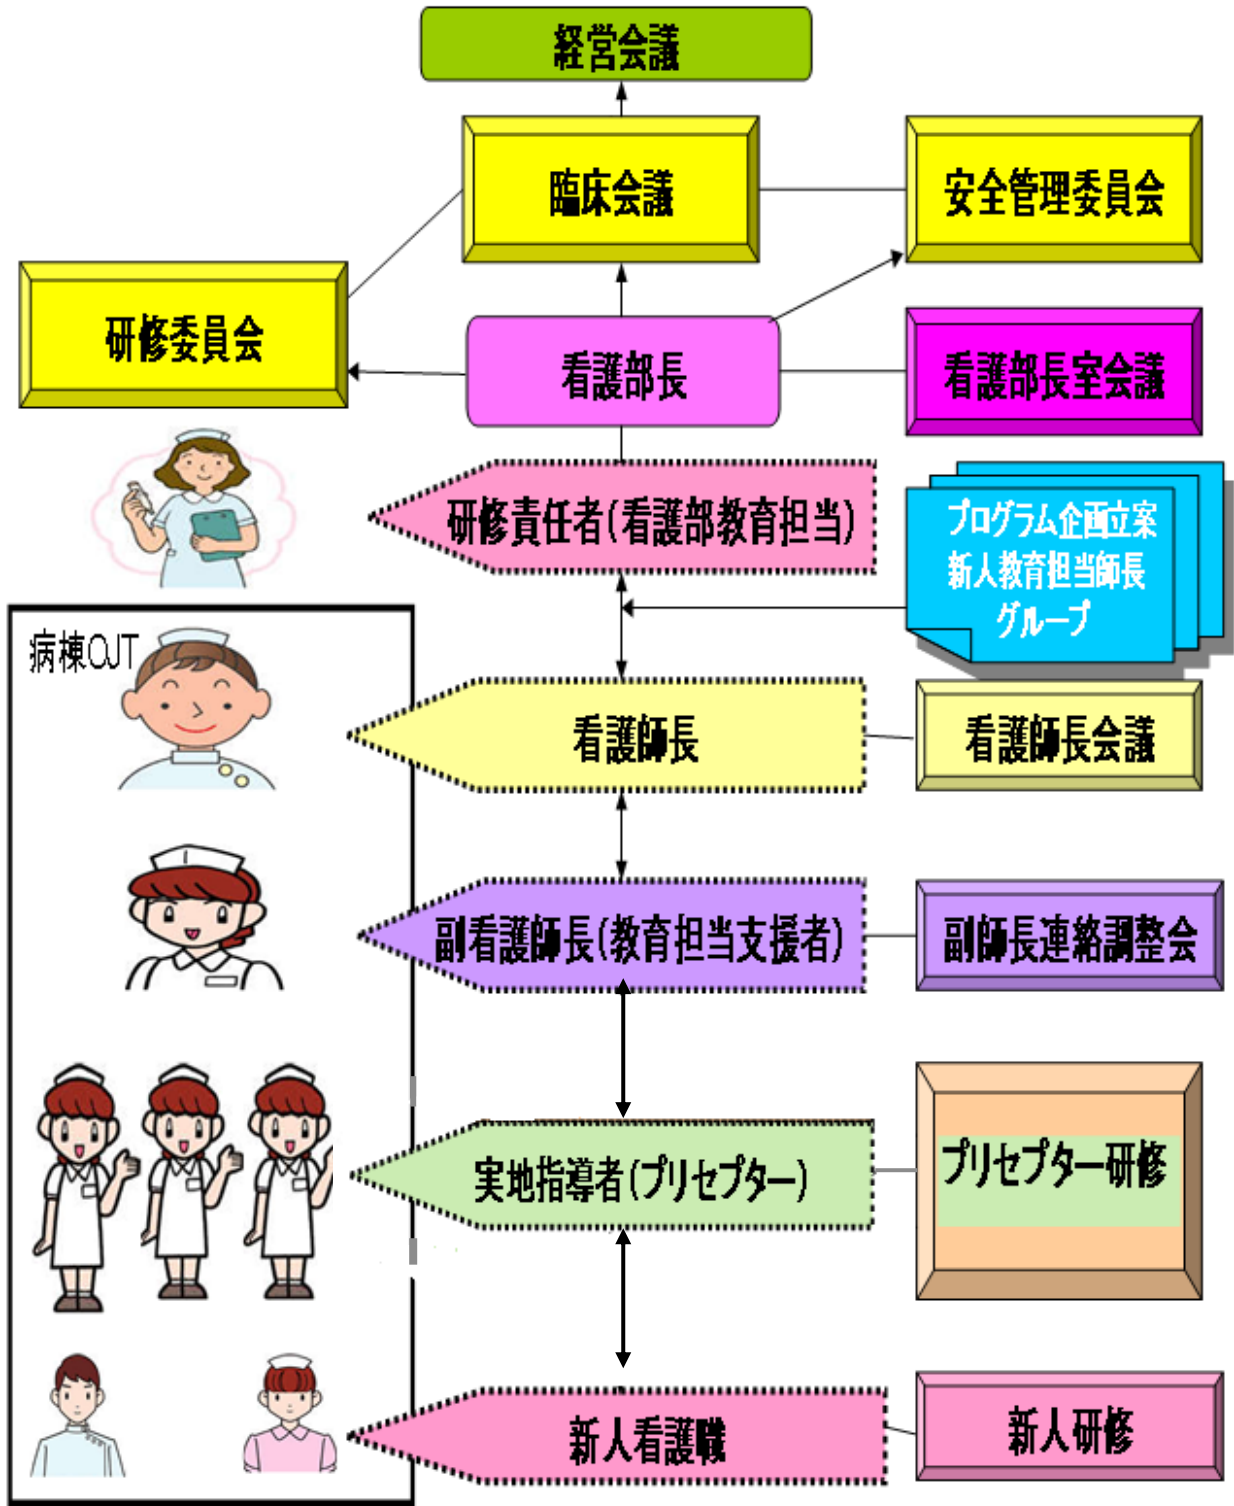 経営会議
臨床会議
安全管理委員会
研修委員会
看護部長
看護部長室会議
研修責任者(看護部教育担当)
プログラム企画立案
新人教育担当師長
グループ
病棟OJT
看護師長
看護師長会議
副看護師長(教育担当支援者)
副師長連絡調整会
実地指導者(プリセプター)
プリセプター研修
新人看護職
新人研修